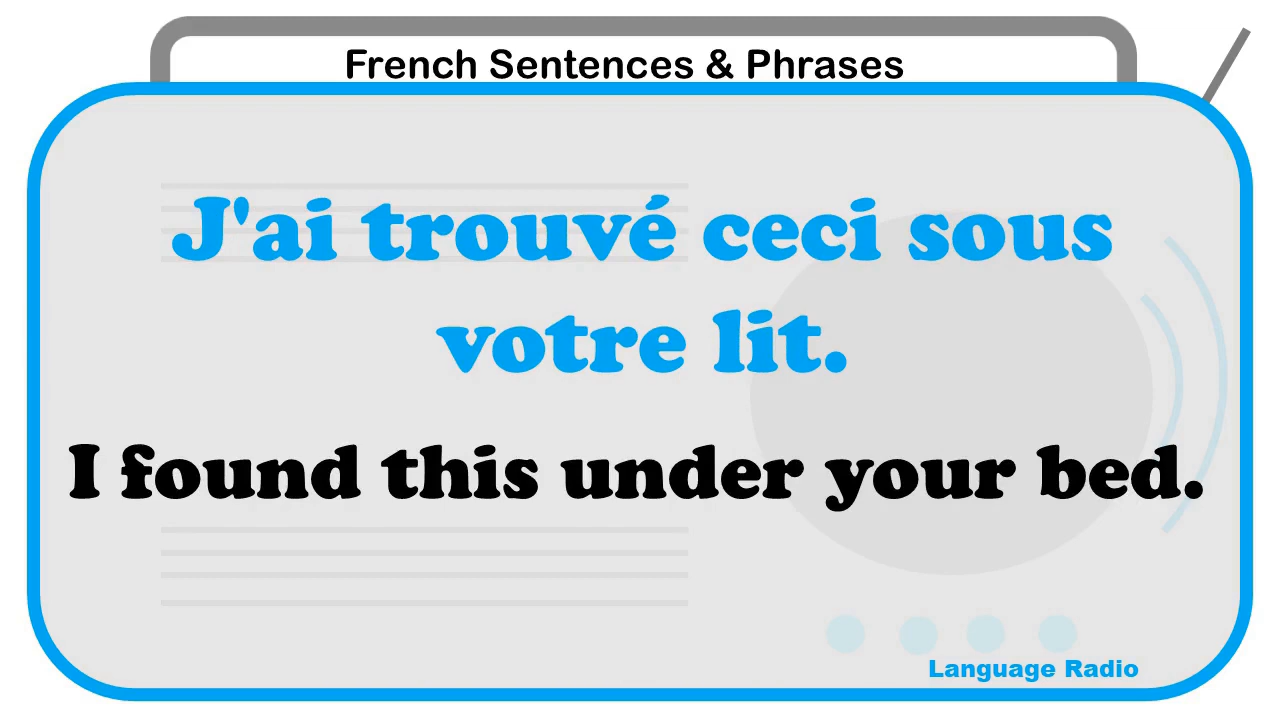 French Sentences & Phrases
J'ai trouvé ceci sous
votre lit.
I found this under your bed.
Language Radio